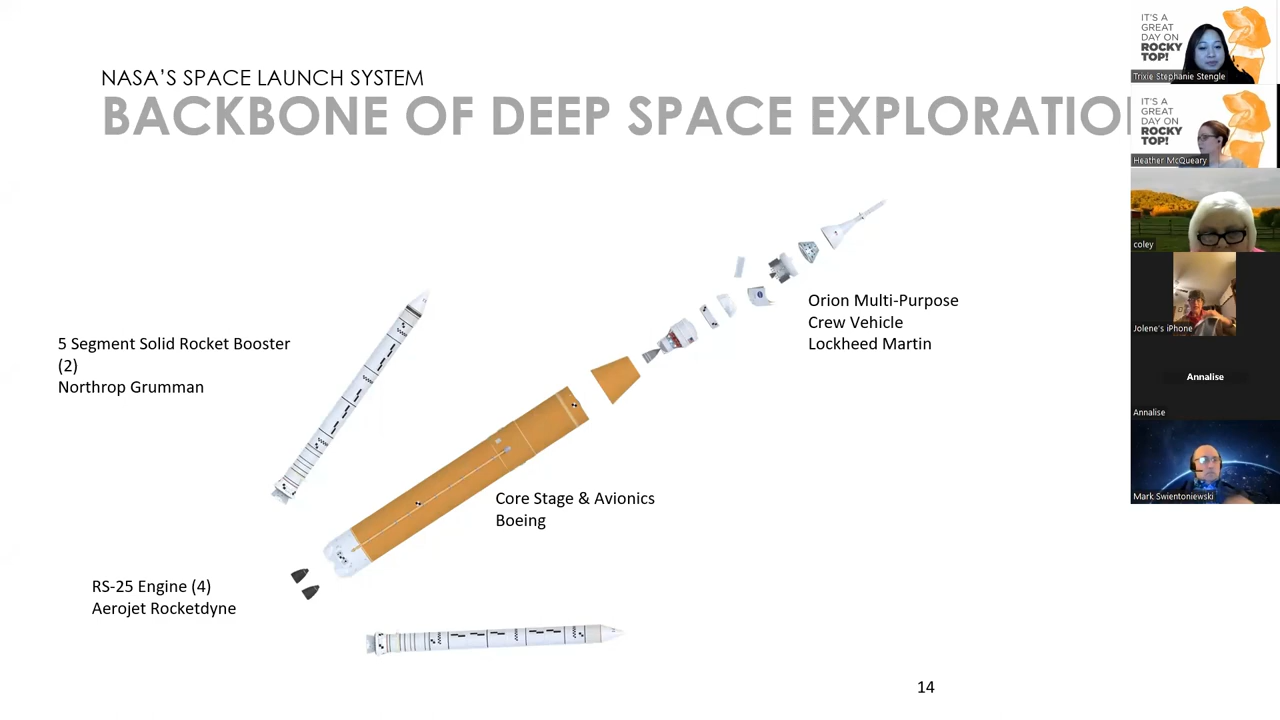 NASA'S SPACE LAUNCH SYSTEM
BACKBONE OF DEEP SPACE EXPLORATIO
5 Segment Solid Rocket Booster
(2)
Northrop Grumman
Orion Multi-Purpose
Crew Vehicle
Lockheed Martin
Core Stage & Avionics
Boeing
RS-25 Engine (4)
Aerojet Rocketdyne
14
IT'S A
GREAT
DAY ON
ROCKY
TOP!
Trixie Stephanie Stengle
IT'S A
GREAT
DAY ON
ROCKY
TOP!
Heather McQueary
coley
Jolene's iPhone
Annalise
Annalise
Mark Swientoniewski